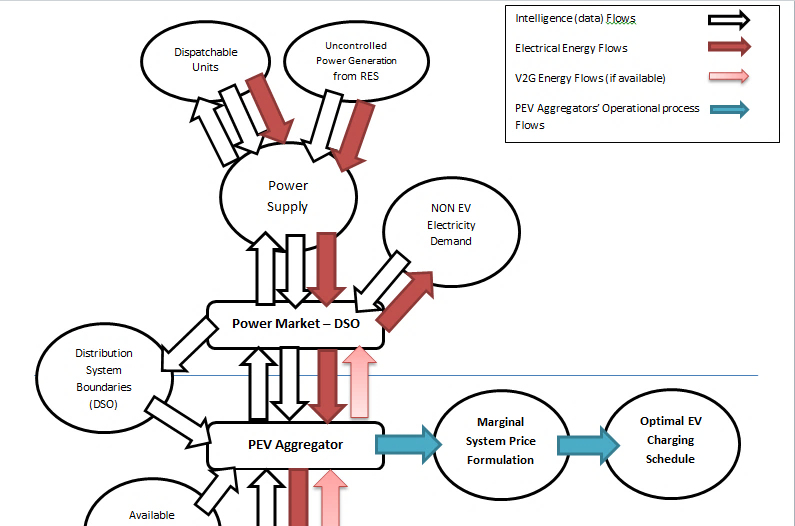 Intelligence (data) Flows
Electrical Energy Flows
V2G Energy Flows (if available)
PEV Aggregators' Operational process
Flows
Dispatchable
Units
Uncontrolled
Power Generation
from RES
Power
Supply
NON EV
Electricity
Demand
Power Market – DSO
Distribution
System
Boundaries
(DSO)
PEV Aggregator
Marginal
System Price
Formulation
Optimal EV
Charging
Schedule
Available